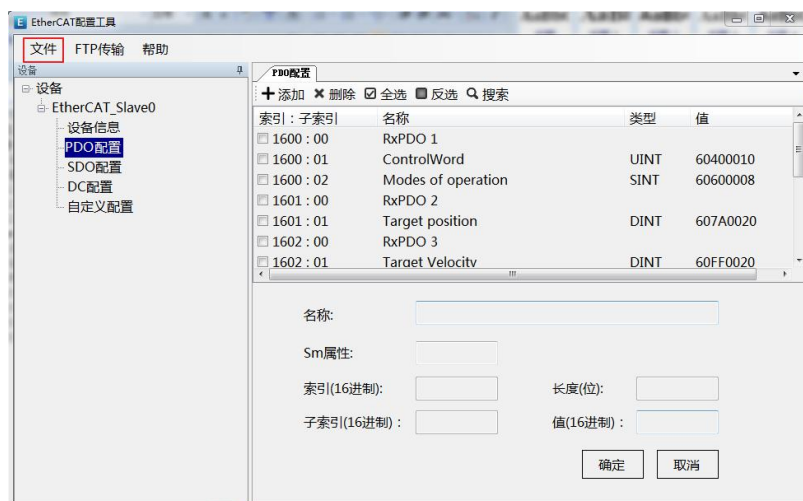 EtherCAT配置工具
文件 FTP传输 帮助
设备
设备
EtherCAT_Slave0
设备信息
PDO配置
SDO配置
DC配置
自定义配置
PDO配置
添加 删除 全选 反选 搜索
索引：子索引 名称 类型 值
1600 : 00 RxPDO 1
1600 : 01 ControlWord UINT 60400010
1600 : 02 Modes of operation SINT 60600008
1601 : 00 RxPDO 2
1601 : 01 Target position DINT 607A0020
1602 : 00 RxPDO 3
1602 : 01 Target Velocity DINT 60FF0020
名称:
Sm属性:
索引(16进制): 长度(位):
子索引(16进制)： 值(16进制)：
确定 取消